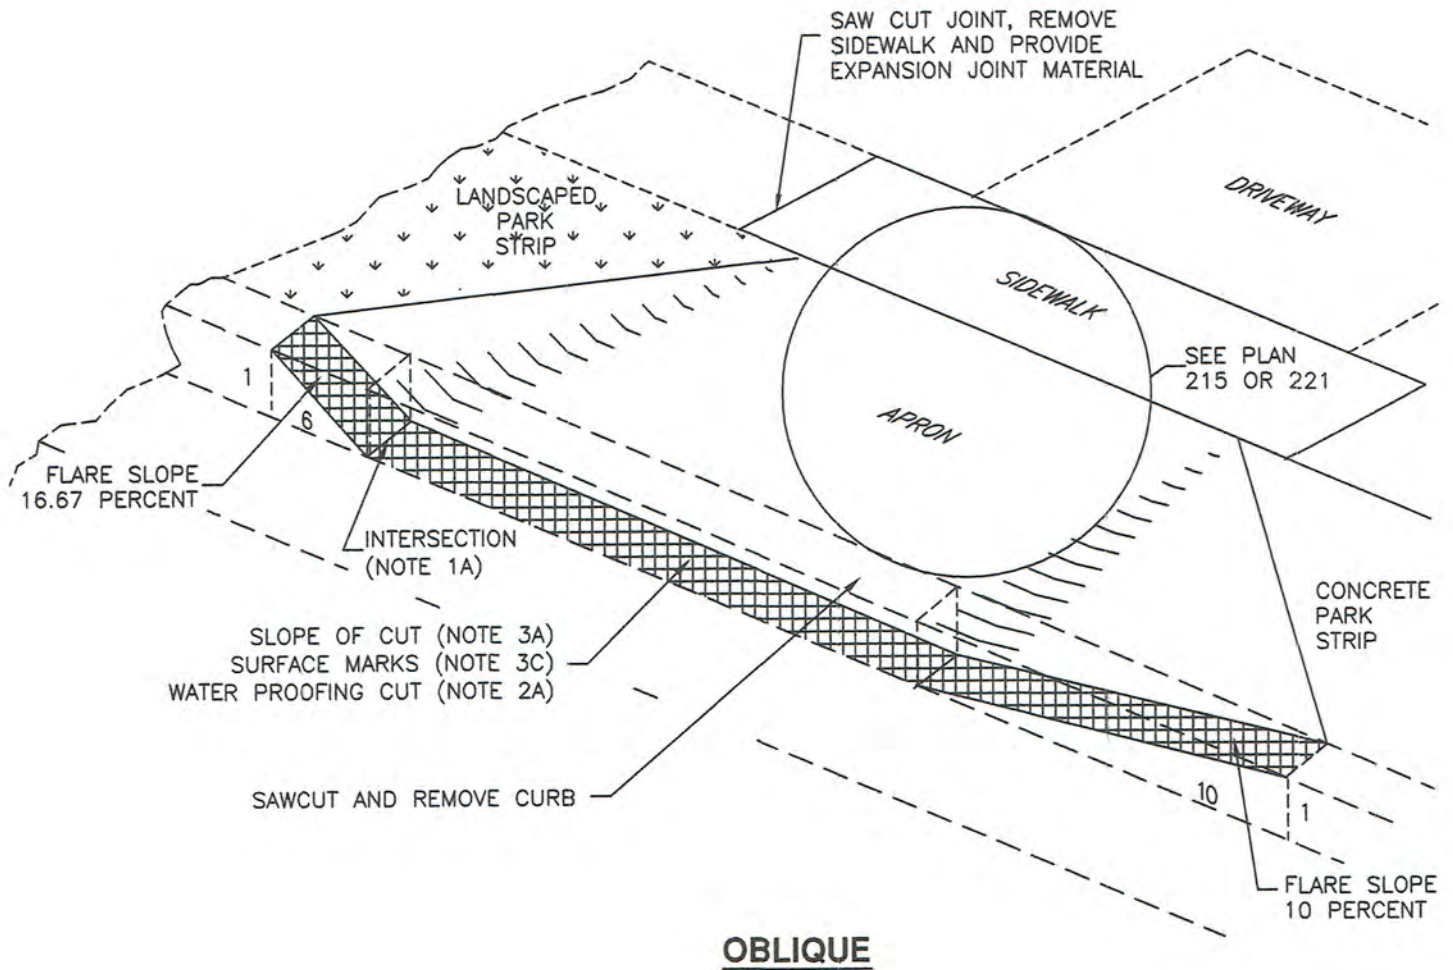 SAW CUT JOINT, REMOVE
SIDEWALK AND PROVIDE
EXPANSION JOINT MATERIAL
LANDSCAPED
PARK
STRIP
DRIVEWAY
SIDEWALK
SEE PLAN
215 OR 221
APRON
1
6
FLARE SLOPE
16.67 PERCENT
INTERSECTION
(NOTE 1A)
CONCRETE
PARK
STRIP
SLOPE OF CUT (NOTE 3A)
SURFACE MARKS (NOTE 3C)
WATER PROOFING CUT (NOTE 2A)
SAWCUT AND REMOVE CURB
10
1
FLARE SLOPE
10 PERCENT
OBLIQUE